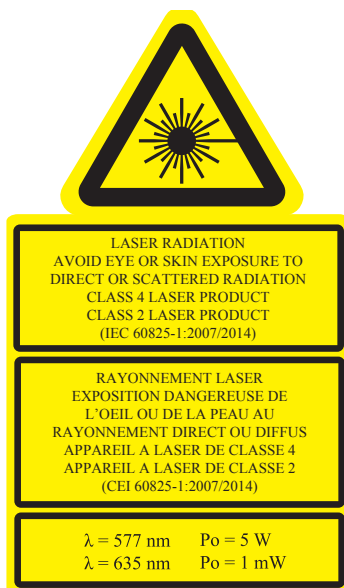 LASER RADIATION
AVOID EYE OR SKIN EXPOSURE TO
DIRECT OR SCATTERED RADIATION
CLASS 4 LASER PRODUCT
CLASS 2 LASER PRODUCT
(IEC 60825-1:2007/2014)
RAYONNEMENT LASER
EXPOSITION DANGEREUSE DE
L'OEIL OU DE LA PEAU AU
RAYONNEMENT DIRECT OU DIFFUS
APPAREIL A LASER DE CLASSE 4
APPAREIL A LASER DE CLASSE 2
(CEI 60825-1:2007/2014)
λ = 577 nm Po = 5 W
λ = 635 nm Po = 1 mW